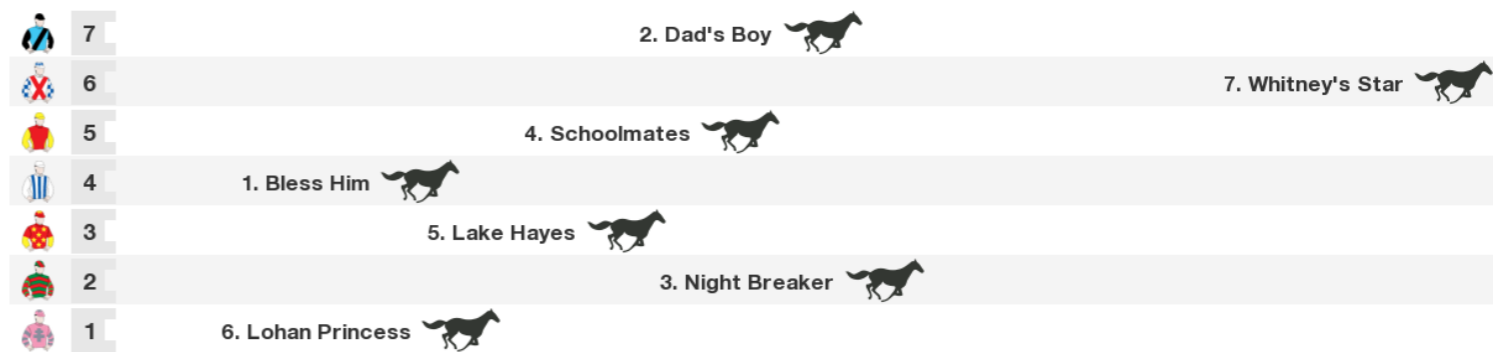 7 2. Dad's Boy
6 7. Whitney's Star
5 4. Schoolmates
4 1. Bless Him
3 5. Lake Hayes
2 3. Night Breaker
1 6. Lohan Princess